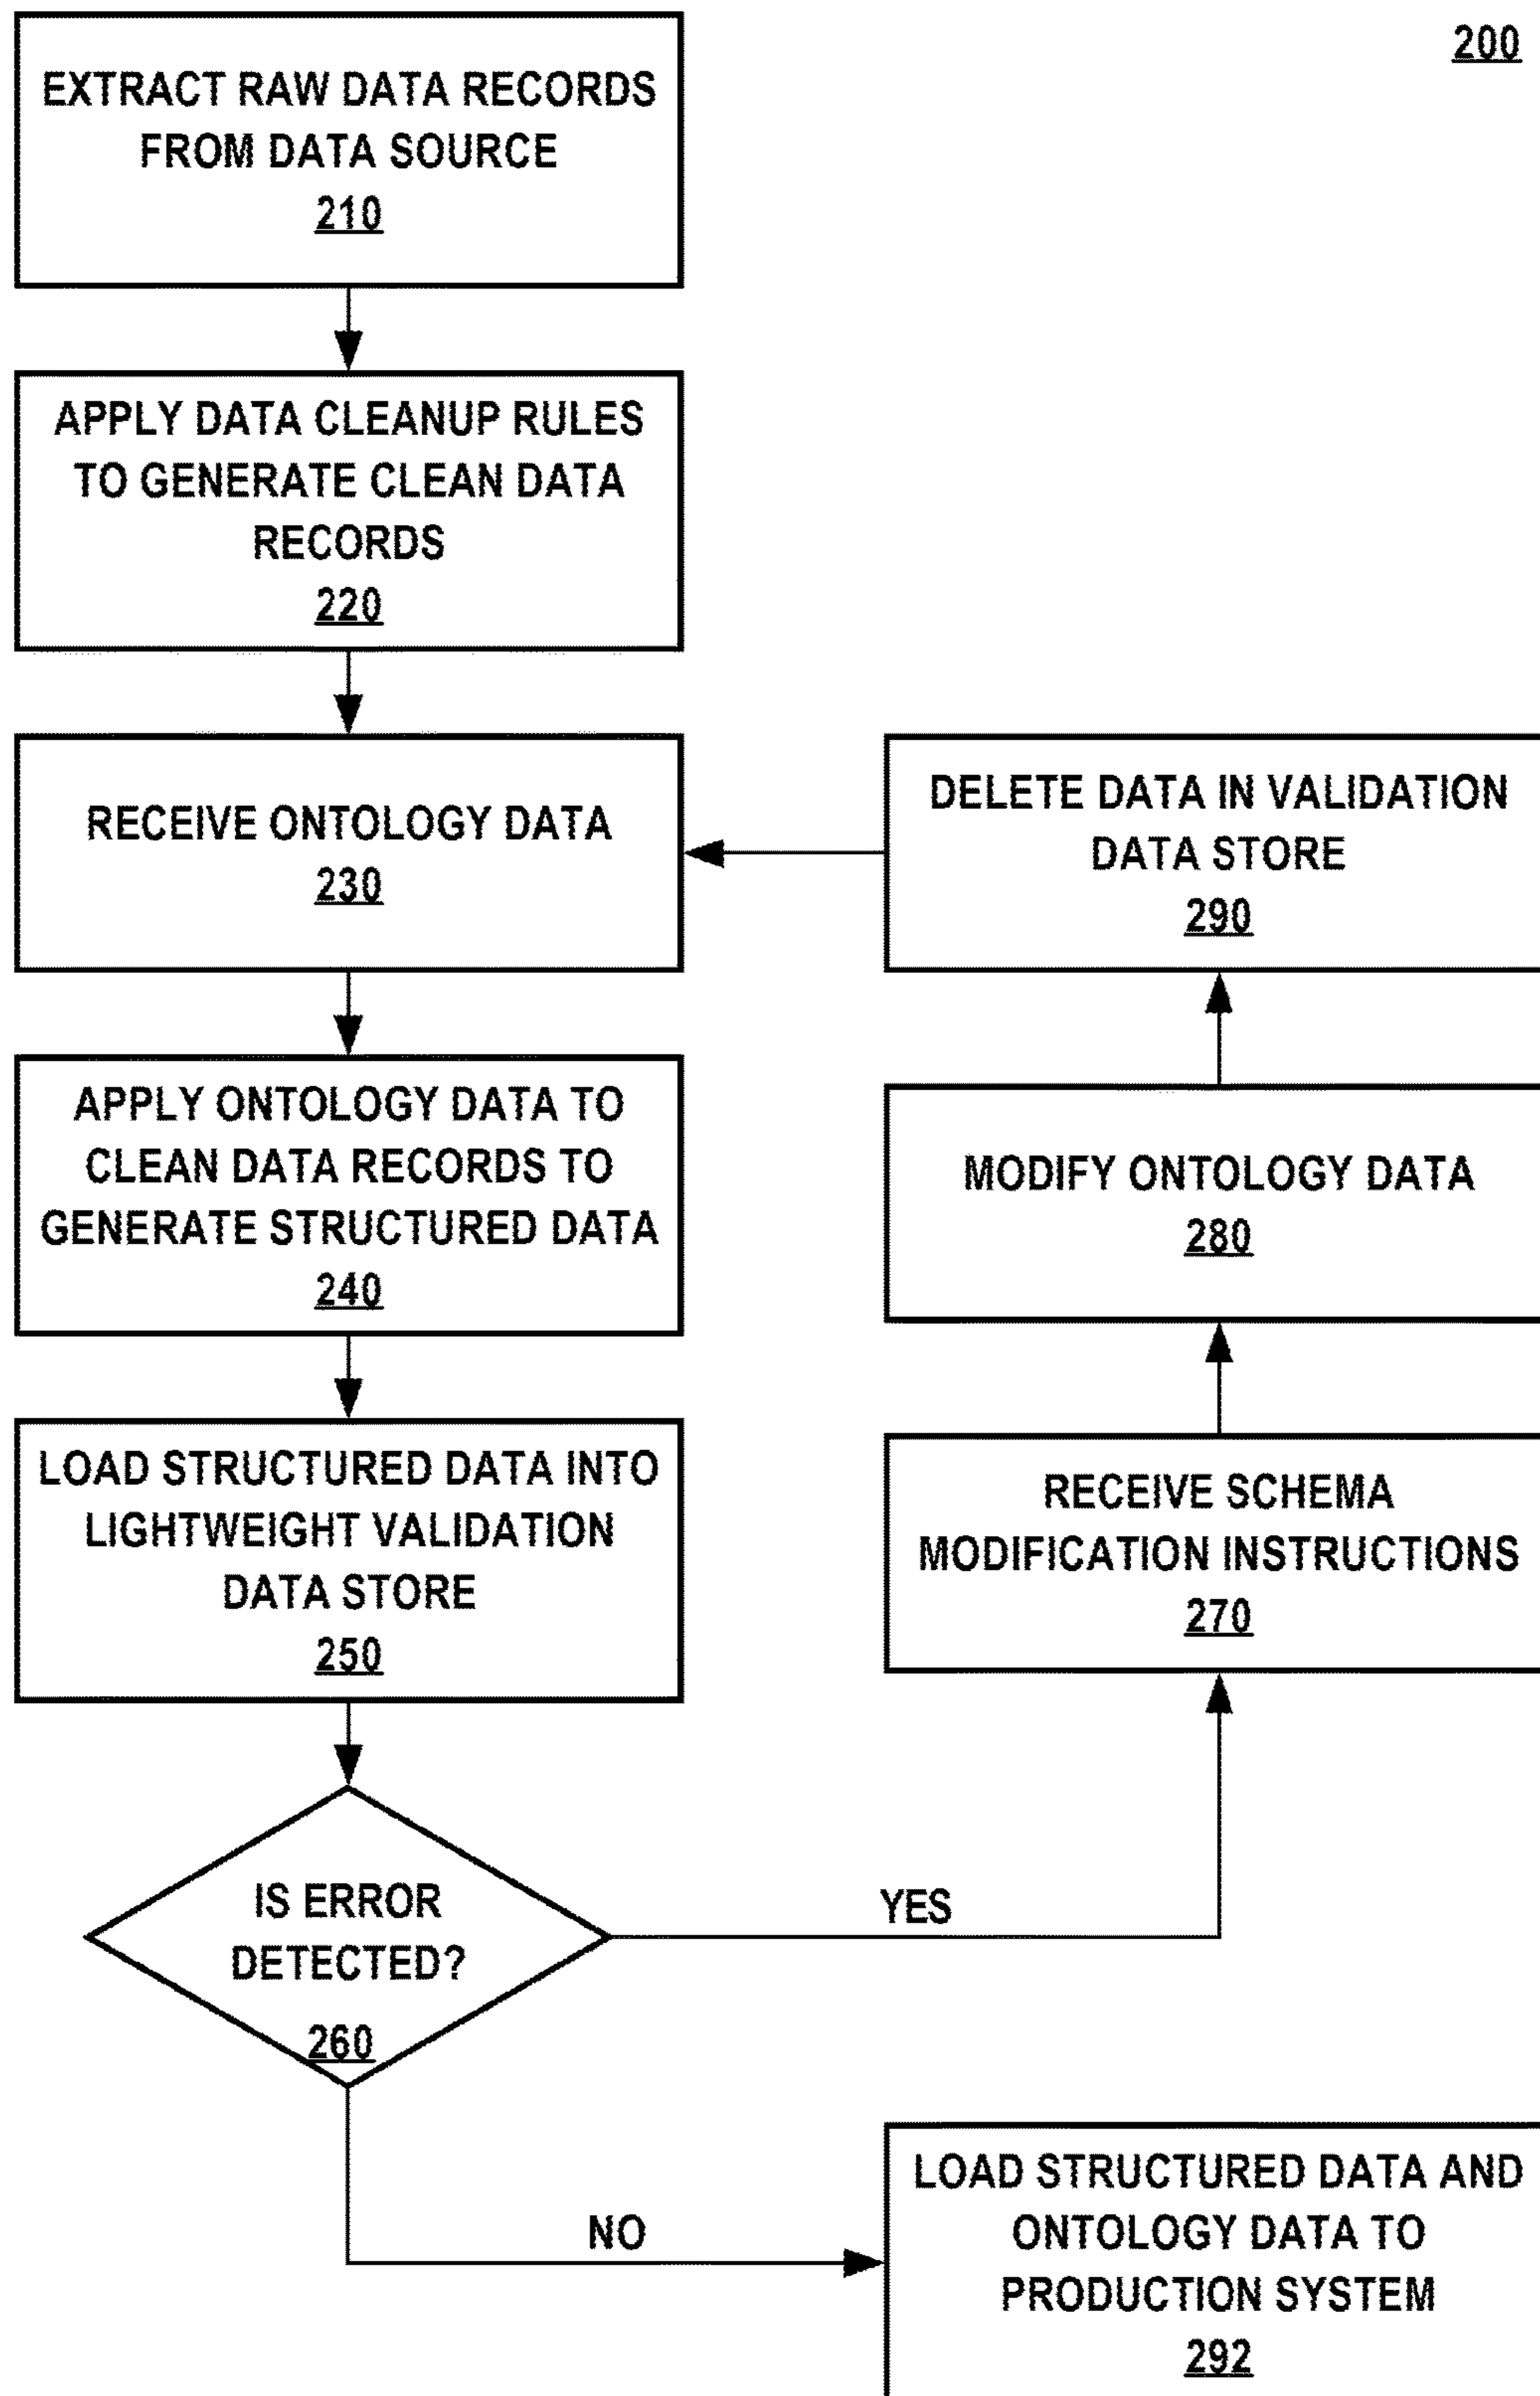 200
EXTRACT RAW DATA RECORDS
FROM DATA SOURCE
210
APPLY DATA CLEANUP RULES
TO GENERATE CLEAN DATA
RECORDS
220
RECEIVE ONTOLOGY DATA
230
APPLY ONTOLOGY DATA TO
CLEAN DATA RECORDS TO
GENERATE STRUCTURED DATA
240
LOAD STRUCTURED DATA INTO
LIGHTWEIGHT VALIDATION
DATA STORE
250
IS ERROR
DETECTED?
260
YES
RECEIVE SCHEMA
MODIFICATION INSTRUCTIONS
270
MODIFY ONTOLOGY DATA
280
DELETE DATA IN VALIDATION
DATA STORE
290
NO
LOAD STRUCTURED DATA AND
ONTOLOGY DATA TO
PRODUCTION SYSTEM
292